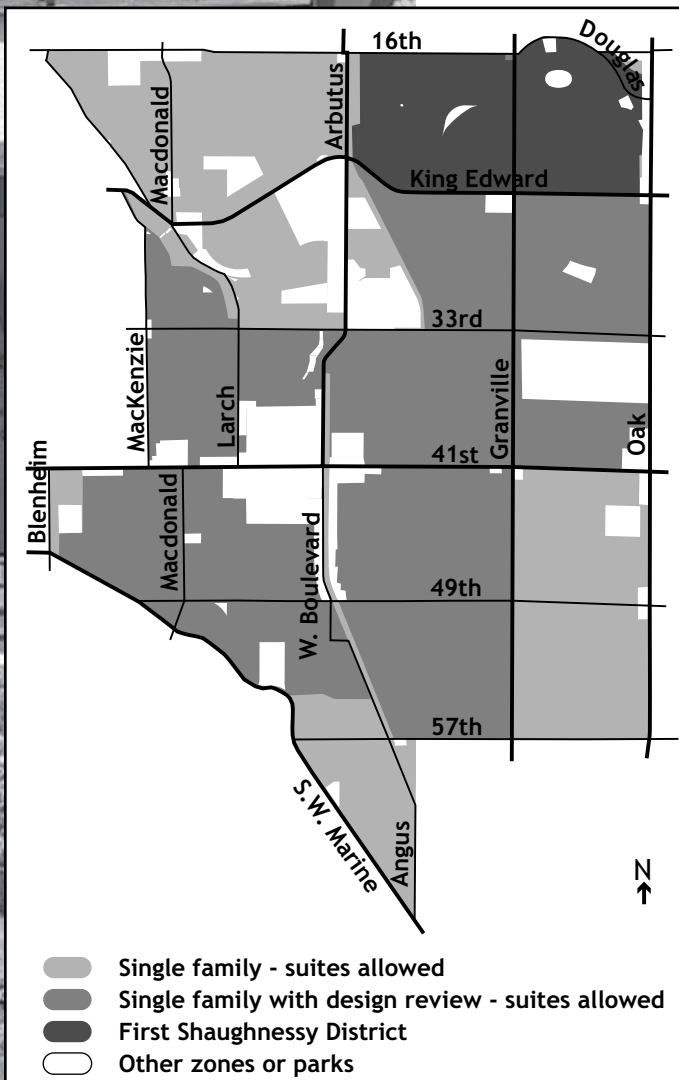 16th
Douglas
Macdonald
Arbutus
King Edward
33rd
MacKenzie
Larch
Granville
Oak
41st
Blenheim
Macdonald
W. Boulevard
49th
57th
S.W. Marine
Angus
N
Single family - suites allowed
Single family with design review - suites allowed
First Shaughnessy District
Other zones or parks